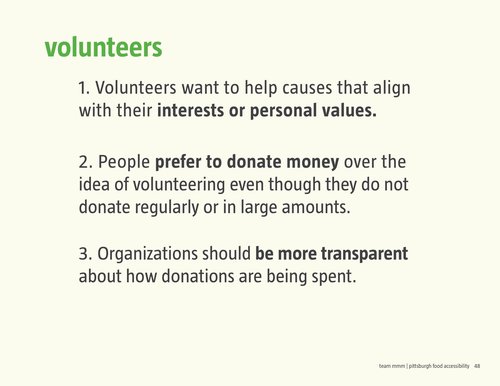 volunteers
1. Volunteers want to help causes that align
with their interests or personal values.
2. People prefer to donate money over the
idea of volunteering even though they do not
donate regularly or in large amounts.
3. Organizations should be more transparent
about how donations are being spent.
team mmm | pittsburgh food accessibility 48